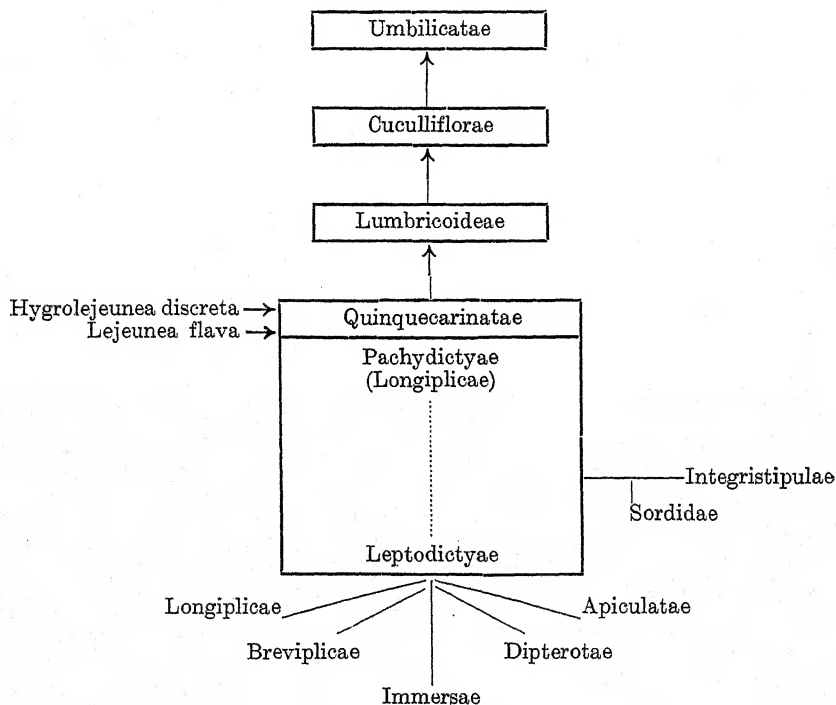 Umbilicatae
Cuculliflorae
Lumbricoideae
Hygrolejeunea discreta
Quinquecarinatae
Lejeunea flava
Pachydictyae
(Longiplicae)
Integristipulae
Sordidae
Leptodictyae
Longiplicae
Apiculatae
Breviplicae
Dipterotae
Immersae